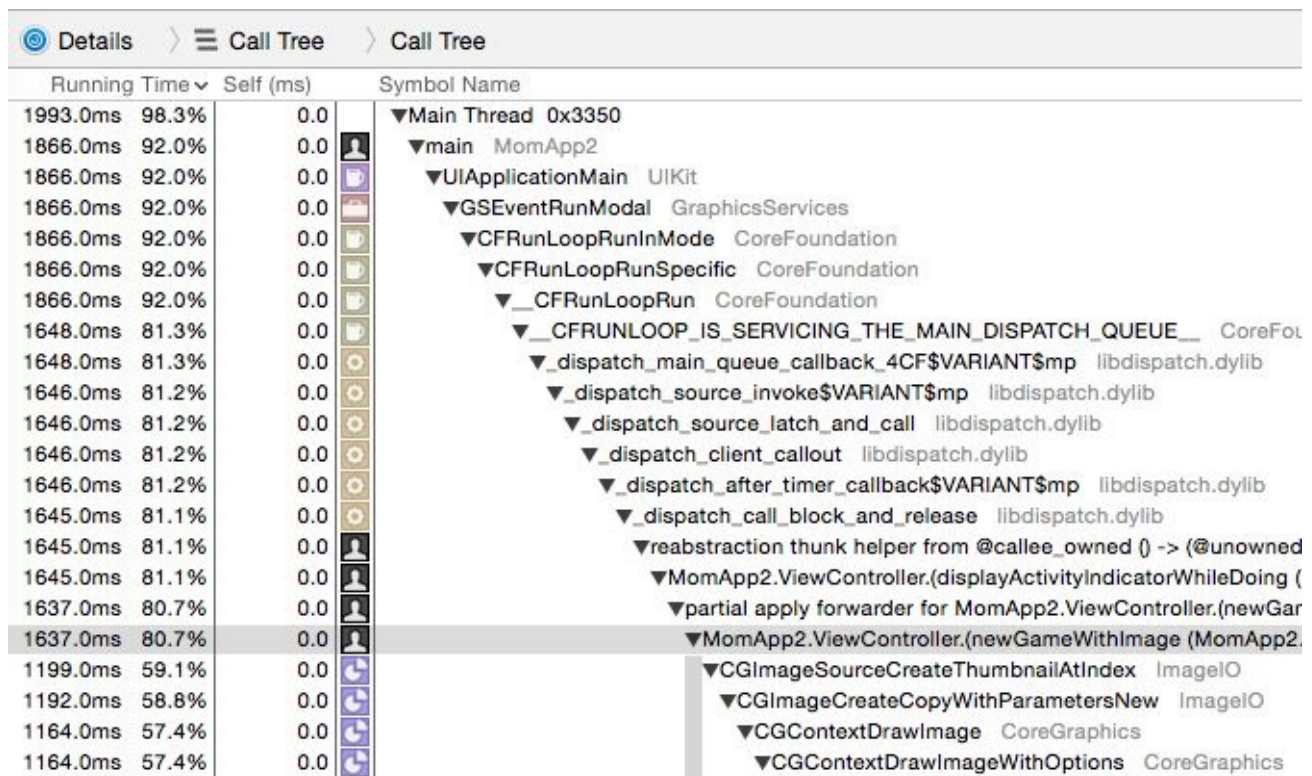 Details Call Tree Call Tree
Running Time Self (ms) Symbol Name
1993.0ms 98.3% 0.0 Main Thread 0x3350
1866.0ms 92.0% 0.0 main MomApp2
1866.0ms 92.0% 0.0 UIApplicationMain UIKit
1866.0ms 92.0% 0.0 GSEventRunModal GraphicsServices
1866.0ms 92.0% 0.0 CFRunLoopRunInMode CoreFoundation
1866.0ms 92.0% 0.0 CFRunLoopRunSpecific CoreFoundation
1866.0ms 92.0% 0.0 __CFRunLoopRun CoreFoundation
1648.0ms 81.3% 0.0 __CFRUNLOOP_IS_SERVICING_THE_MAIN_DISPATCH_QUEUE__ CoreFou
1648.0ms 81.3% 0.0 _dispatch_main_queue_callback_4CF$VARIANT$mp libdispatch.dylib
1646.0ms 81.2% 0.0 _dispatch_source_invoke$VARIANT$mp libdispatch.dylib
1646.0ms 81.2% 0.0 _dispatch_source_latch_and_call libdispatch.dylib
1646.0ms 81.2% 0.0 _dispatch_client_callout libdispatch.dylib
1646.0ms 81.2% 0.0 _dispatch_after_timer_callback$VARIANT$mp libdispatch.dylib
1645.0ms 81.1% 0.0 _dispatch_call_block_and_release libdispatch.dylib
1645.0ms 81.1% 0.0 reabstraction thunk helper from @callee_owned () -> (@unowned
1645.0ms 81.1% 0.0 MomApp2.ViewController.(displayActivityIndicatorWhileDoing (
1637.0ms 80.7% 0.0 partial apply forwarder for MomApp2.ViewController.(newGar
1637.0ms 80.7% 0.0 MomApp2.ViewController.(newGameWithImage (MomApp2.
1199.0ms 59.1% 0.0 CGImageSourceCreateThumbnailAtIndex ImageIO
1192.0ms 58.8% 0.0 CGImageCreateCopyWithParametersNew ImageIO
1164.0ms 57.4% 0.0 CGContextDrawImage CoreGraphics
1164.0ms 57.4% 0.0 CGContextDrawImageWithOptions CoreGraphics